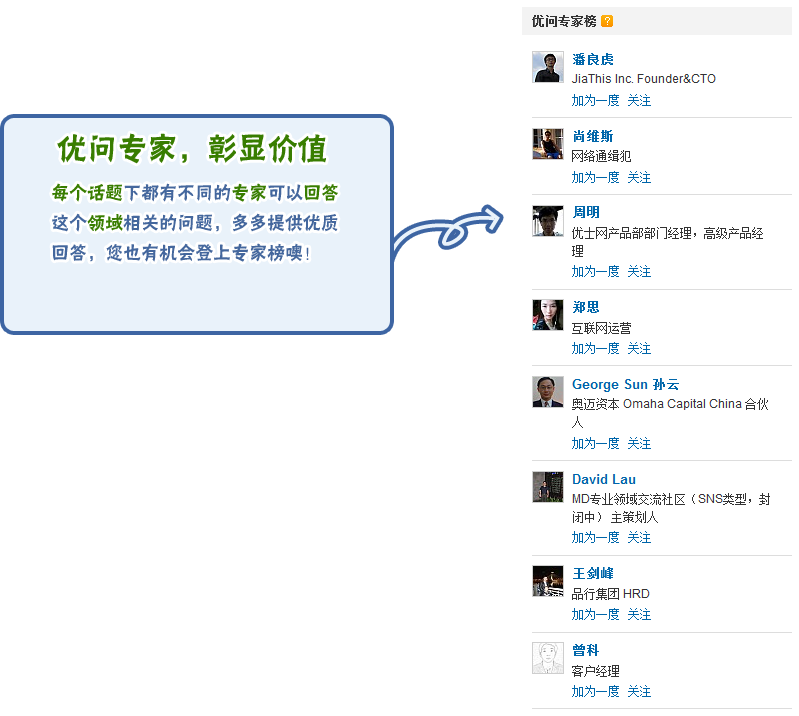 优问专家，彰显价值
每个话题下都有不同的专家可以回答
这个领域相关的问题，多多提供优质
回答，您也有机会登上专家榜噢！
优问专家榜 ?
潘良虎
JiaThis Inc. Founder&CTO
加为一度 关注
尚维斯
网络通缉犯
加为一度 关注
周明
优士网产品部部门经理，高级产品经
理
加为一度 关注
郑思
互联网运营
加为一度 关注
George Sun 孙云
奥迈资本 Omaha Capital China 合伙
人
加为一度 关注
David Lau
MD专业领域交流社区（SNS类型，封
闭中） 主策划人
加为一度 关注
王剑峰
品行集团 HRD
加为一度 关注
曾科
客户经理
加为一度 关注